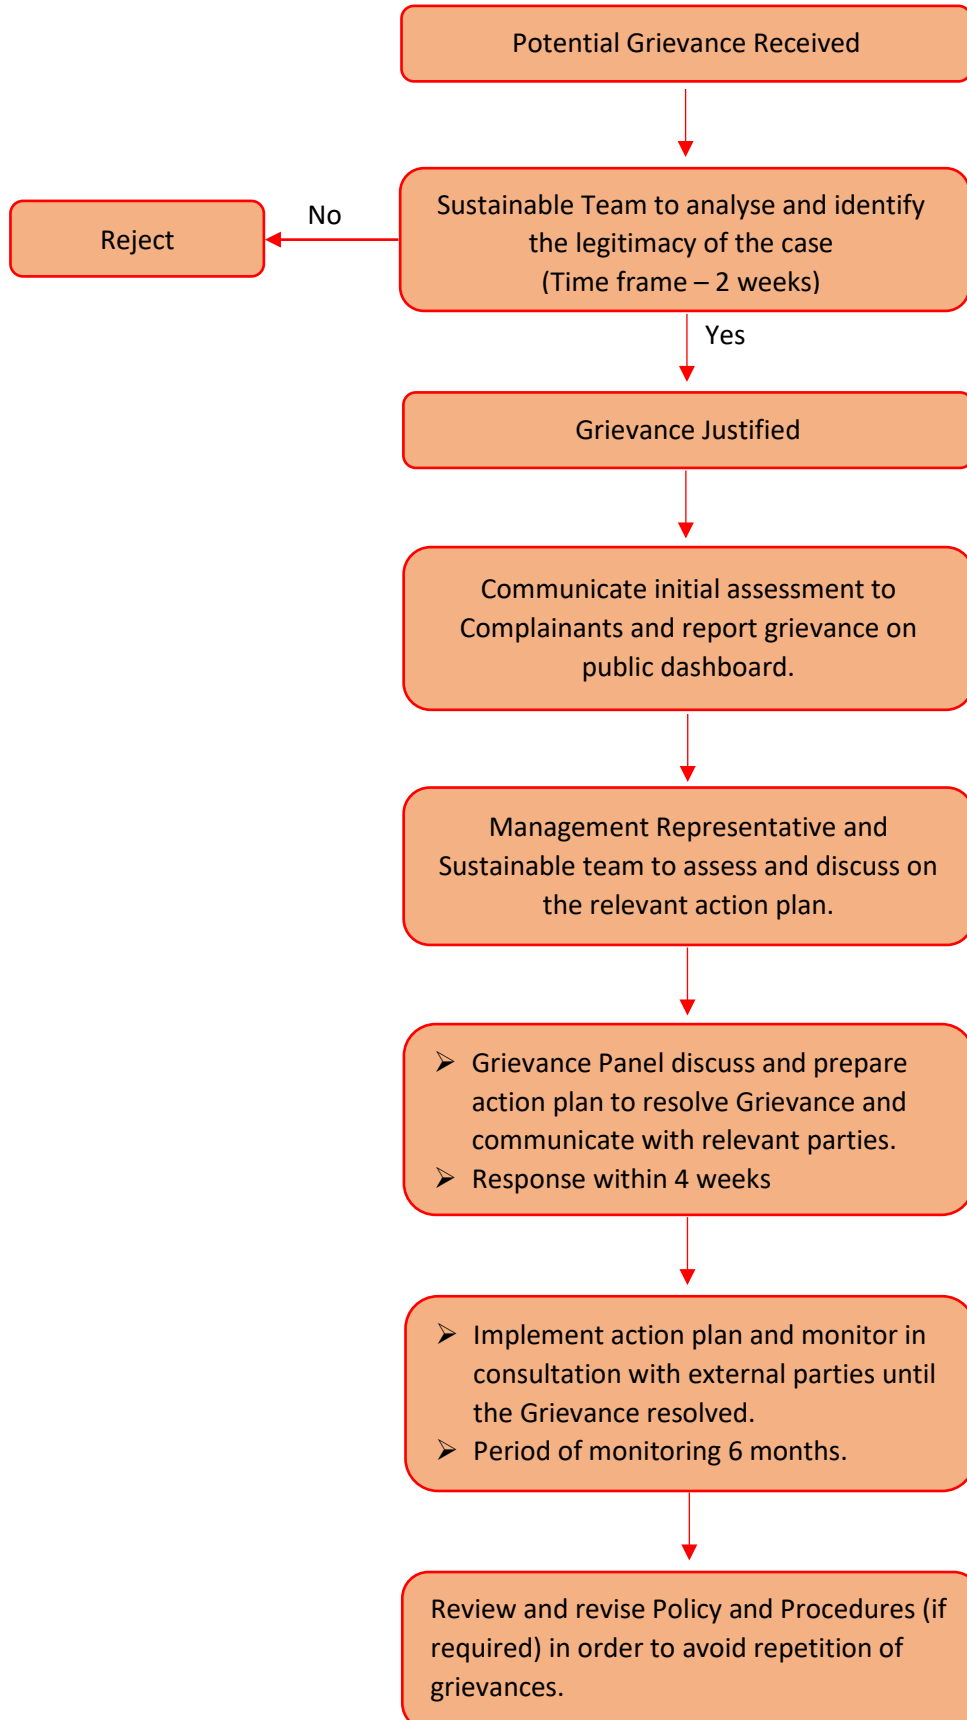 Potential Grievance Received
Sustainable Team to analyse and identify
the legitimacy of the case
(Time frame – 2 weeks)
No
Reject
Yes
Grievance Justified
Communicate initial assessment to
Complainants and report grievance on
public dashboard.
Management Representative and
Sustainable team to assess and discuss on
the relevant action plan.
➢ Grievance Panel discuss and prepare
action plan to resolve Grievance and
communicate with relevant parties.
➢ Response within 4 weeks
➢ Implement action plan and monitor in
consultation with external parties until
the Grievance resolved.
➢ Period of monitoring 6 months.
Review and revise Policy and Procedures (if
required) in order to avoid repetition of
grievances.